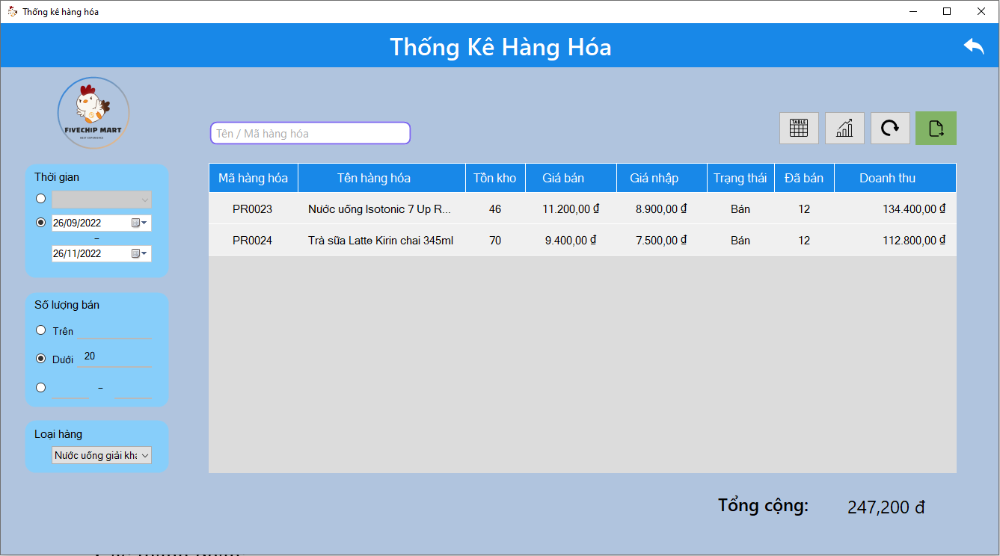 Thống kê hàng hóa
Thống Kê Hàng Hóa
FIVECHIP MART
BEST EXPERIENCE
Tên / Mã hàng hóa
TABLE
Thời gian
26/09/2022
–
26/11/2022
Số lượng bán
Trên
Dưới 20
–
Loại hàng
Nước uống giải khá
Mã hàng hóa Tên hàng hóa Tồn kho Giá bán Giá nhập Trạng thái Đã bán Doanh thu
PR0023 Nước uống Isotonic 7 Up R... 46 11.200,00 ₫ 8.900,00 ₫ Bán 12 134.400,00 ₫
PR0024 Trà sữa Latte Kirin chai 345ml 70 9.400,00 ₫ 7.500,00 ₫ Bán 12 112.800,00 ₫
Tổng cộng: 247,200 đ